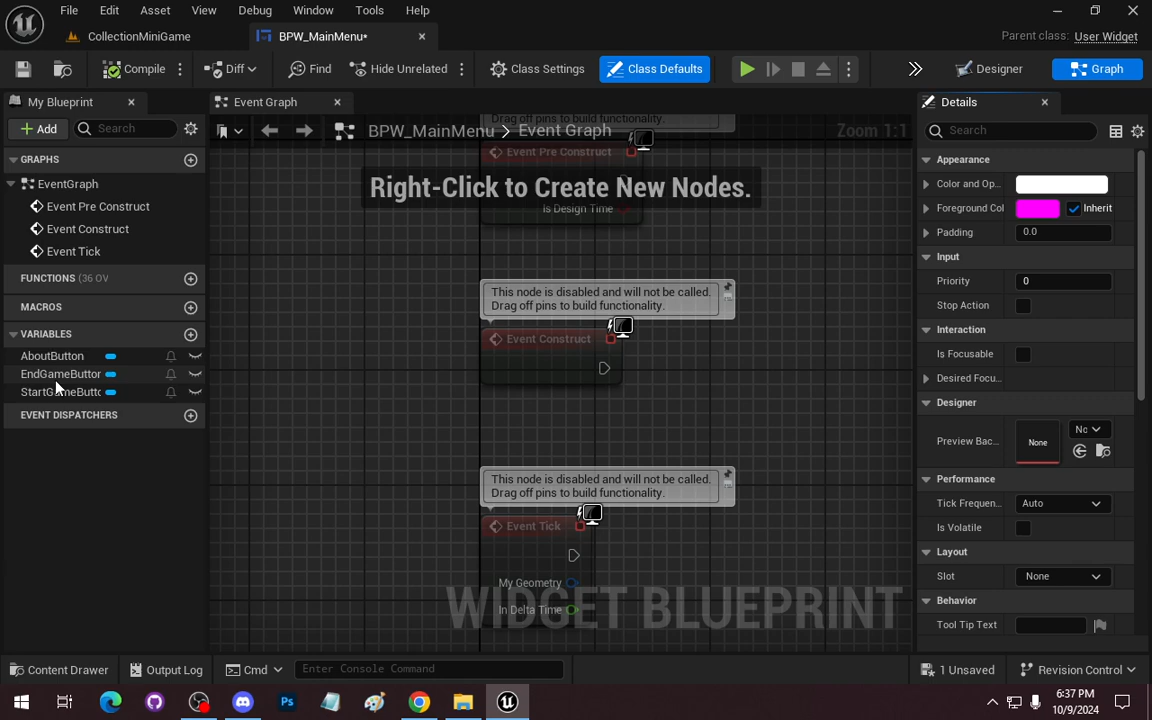 File Edit Asset View Debug Window Tools Help
CollectionMiniGame
BPW_MainMenu*
Parent class: User Widget
Compile
Diff
Find
Hide Unrelated
Class Settings
Class Defaults
Designer
Graph
My Blueprint
Event Graph
Details
Add
Search
BPW_MainMenu > Event Graph
Zoom 1:1
Search
Drag off pins to build functionality.
Event Pre Construct
Right-Click to Create New Nodes.
Is Design Time
GRAPHS
EventGraph
Event Pre Construct
Event Construct
Event Tick
FUNCTIONS (36 OV
MACROS
VARIABLES
AboutButton
EndGameButton
StartGameButto
EVENT DISPATCHERS
This node is disabled and will not be called.
Drag off pins to build functionality.
Event Construct
This node is disabled and will not be called.
Drag off pins to build functionality.
Event Tick
My Geometry
In Delta Time
WIDGET BLUEPRINT
Appearance
Color and Op...
Foreground Col
Inherit
Padding
0.0
Input
Priority
0
Stop Action
Interaction
Is Focusable
Desired Focu...
Designer
Preview Bac...
None
Nc
Performance
Tick Frequen...
Auto
Is Volatile
Layout
Slot
None
Behavior
Tool Tip Text
Content Drawer
Output Log
Cmd
Enter Console Command
1 Unsaved
Revision Control
Ps
6:37 PM
10/9/2024